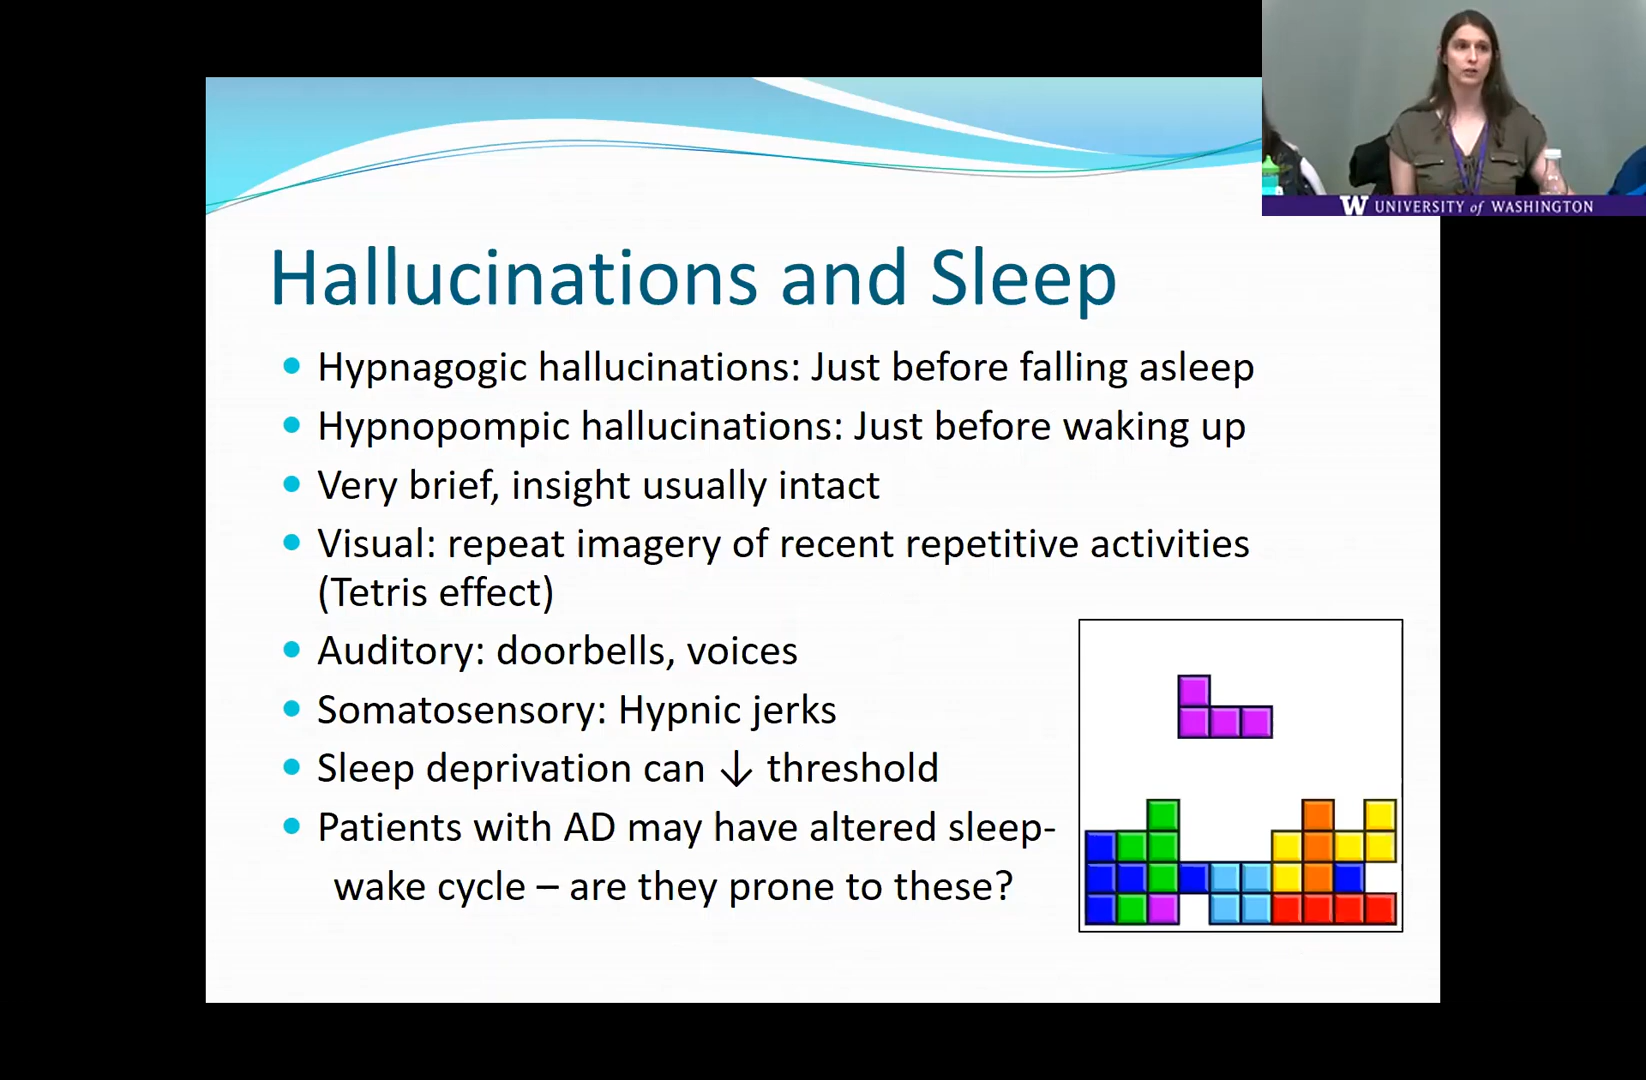 UNIVERSITY of WASHINGTON
Hallucinations and Sleep
Hypnagogic hallucinations: Just before falling asleep
Hypnopompic hallucinations: Just before waking up
Very brief, insight usually intact
Visual: repeat imagery of recent repetitive activities
(Tetris effect)
Auditory: doorbells, voices
Somatosensory: Hypnic jerks
Sleep deprivation can ↓ threshold
Patients with AD may have altered sleep-
wake cycle – are they prone to these?